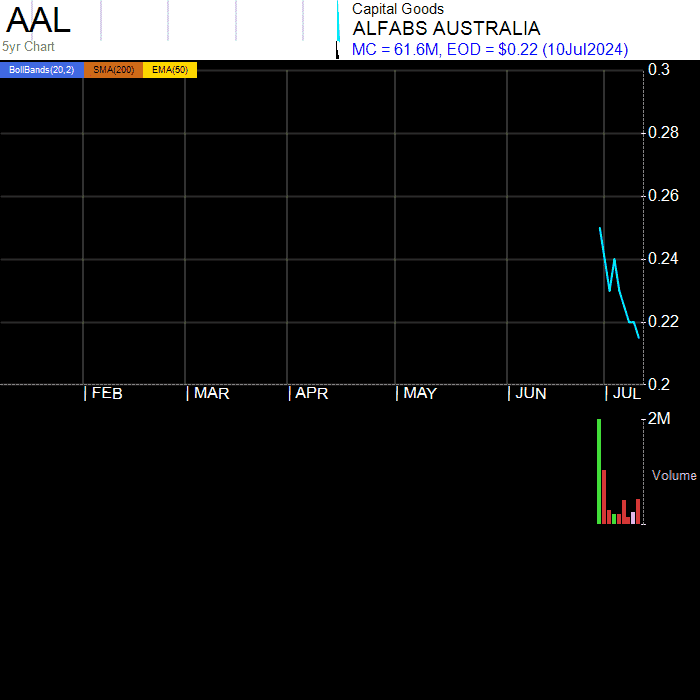 AAL
5yr Chart
Capital Goods
ALFABS AUSTRALIA
MC = 61.6M, EOD = $0.22 (10Jul2024)
BollBands(20,2) SMA(200) EMA(50)
0.3
0.28
0.26
0.24
0.22
0.2
| FEB | MAR | APR | MAY | JUN | JUL
2M
Volume